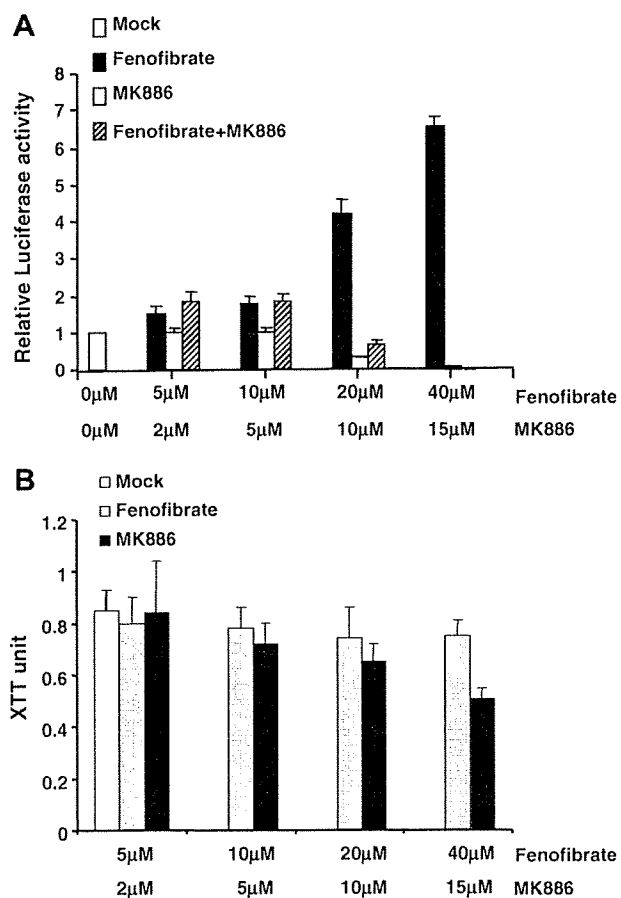 A
Mock
Fenofibrate
MK886
Fenofibrate+MK886
Relative Luciferase activity
8
7
6
5
4
3
2
1
0
0μM 5μM 10μM 20μM 40μM Fenofibrate
0μM 2μM 5μM 10μM 15μM MK886
B
Mock
Fenofibrate
MK886
XTT unit
1.2
1
0.8
0.6
0.4
0.2
0
5μM 10μM 20μM 40μM Fenofibrate
2μM 5μM 10μM 15μM MK886